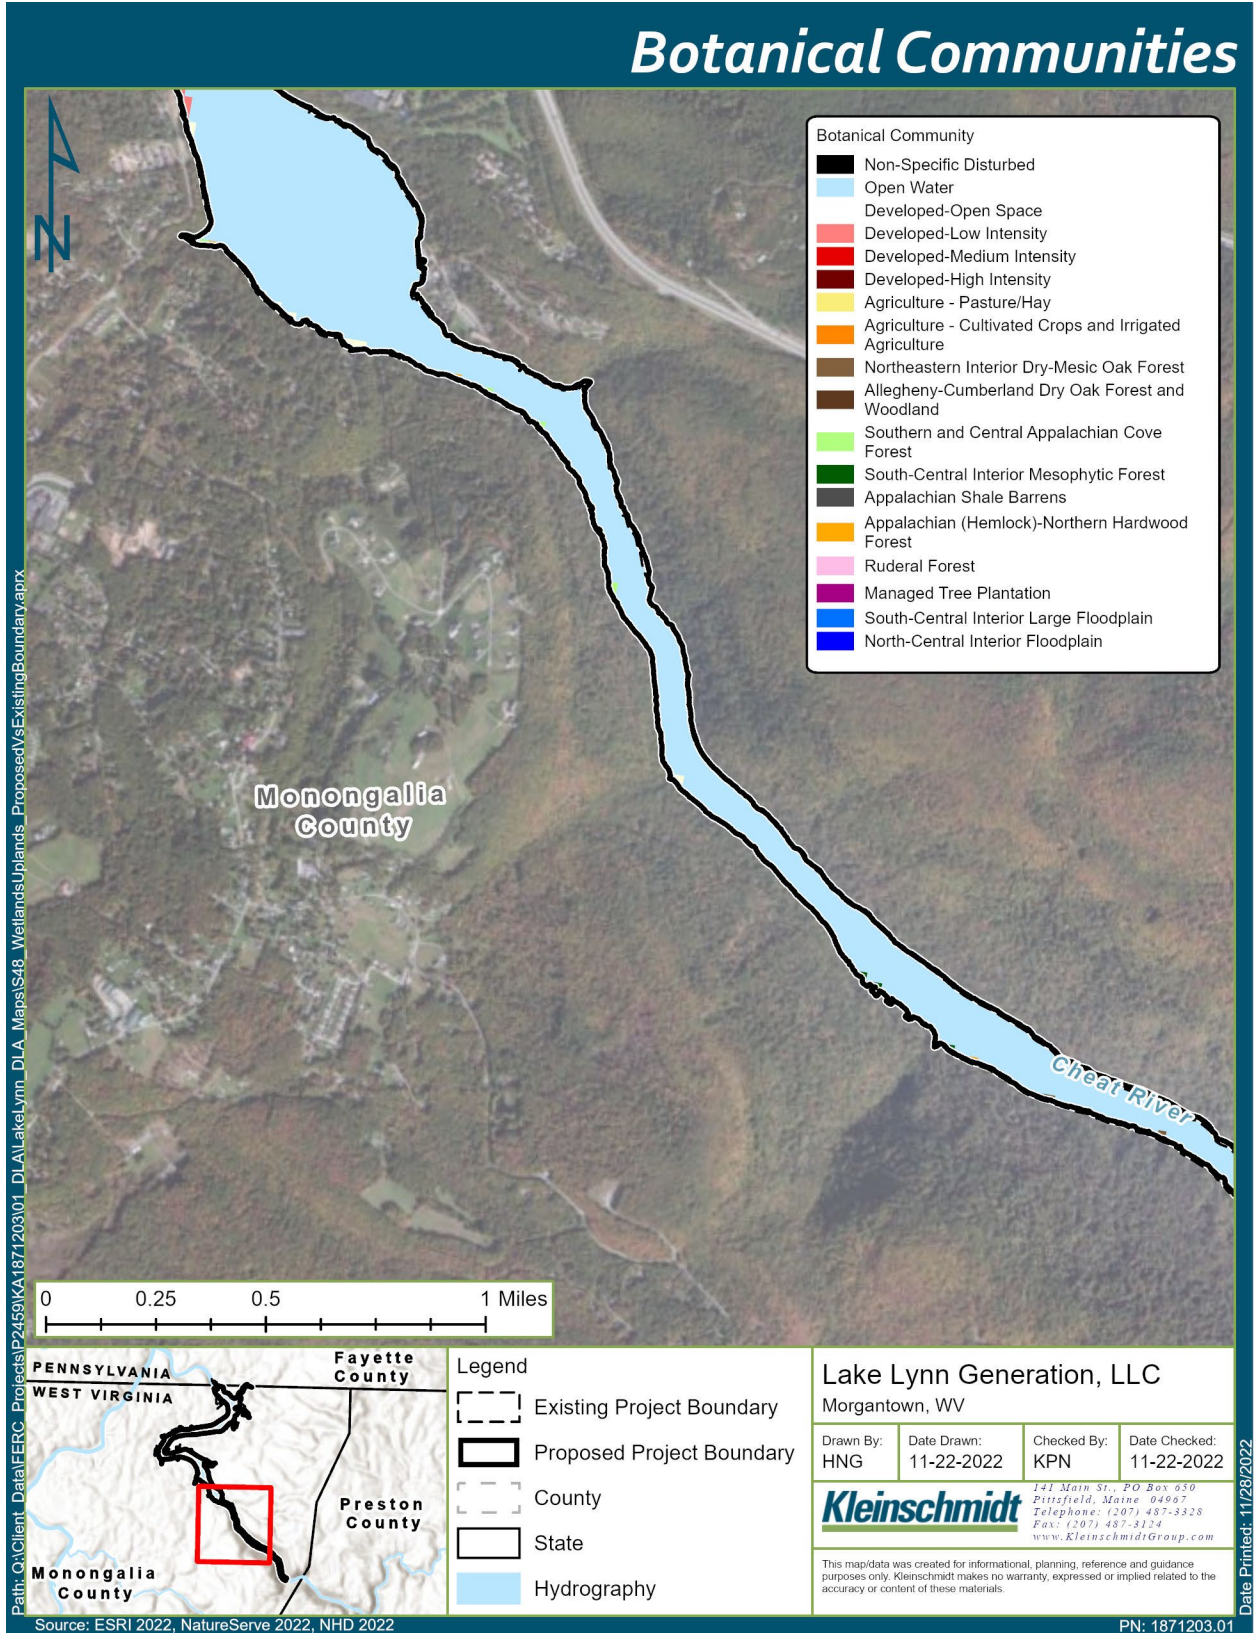 Botanical Communities
N
Botanical Community
Non-Specific Disturbed
Open Water
Developed-Open Space
Developed-Low Intensity
Developed-Medium Intensity
Developed-High Intensity
Agriculture - Pasture/Hay
Agriculture - Cultivated Crops and Irrigated
Agriculture
Northeastern Interior Dry-Mesic Oak Forest
Allegheny-Cumberland Dry Oak Forest and
Woodland
Southern and Central Appalachian Cove
Forest
South-Central Interior Mesophytic Forest
Appalachian Shale Barrens
Appalachian (Hemlock)-Northern Hardwood
Forest
Ruderal Forest
Managed Tree Plantation
South-Central Interior Large Floodplain
North-Central Interior Floodplain
Monongalia
County
Cheat River
0 0.25 0.5 1 Miles
PENNSYLVANIA
WEST VIRGINIA
Fayette
County
Preston
County
Monongalia
County
Legend
Existing Project Boundary
Proposed Project Boundary
County
State
Hydrography
Lake Lynn Generation, LLC
Morgantown, WV
Drawn By:
HNG
Date Drawn:
11-22-2022
Checked By:
KPN
Date Checked:
11-22-2022
Kleinschmidt
141 Main St., PO Box 650
Pittsfield, Maine 04967
Telephone: (207) 487-3328
Fax: (207) 487-3124
www.KleinschmidtGroup.com
This map/data was created for informational, planning, reference and guidance
purposes only. Kleinschmidt makes no warranty, expressed or implied related to the
accuracy or content of these materials.
Path: Q:\Client_Data\FERC_Projects\P2459\KA1871203\01_DLA\LakeLynn_DLA_Maps\S48_WetlandsUplands_ProposedVsExistingBoundary.aprx
Date Printed: 11/28/2022
Source: ESRI 2022, NatureServe 2022, NHD 2022
PN: 1871203.01